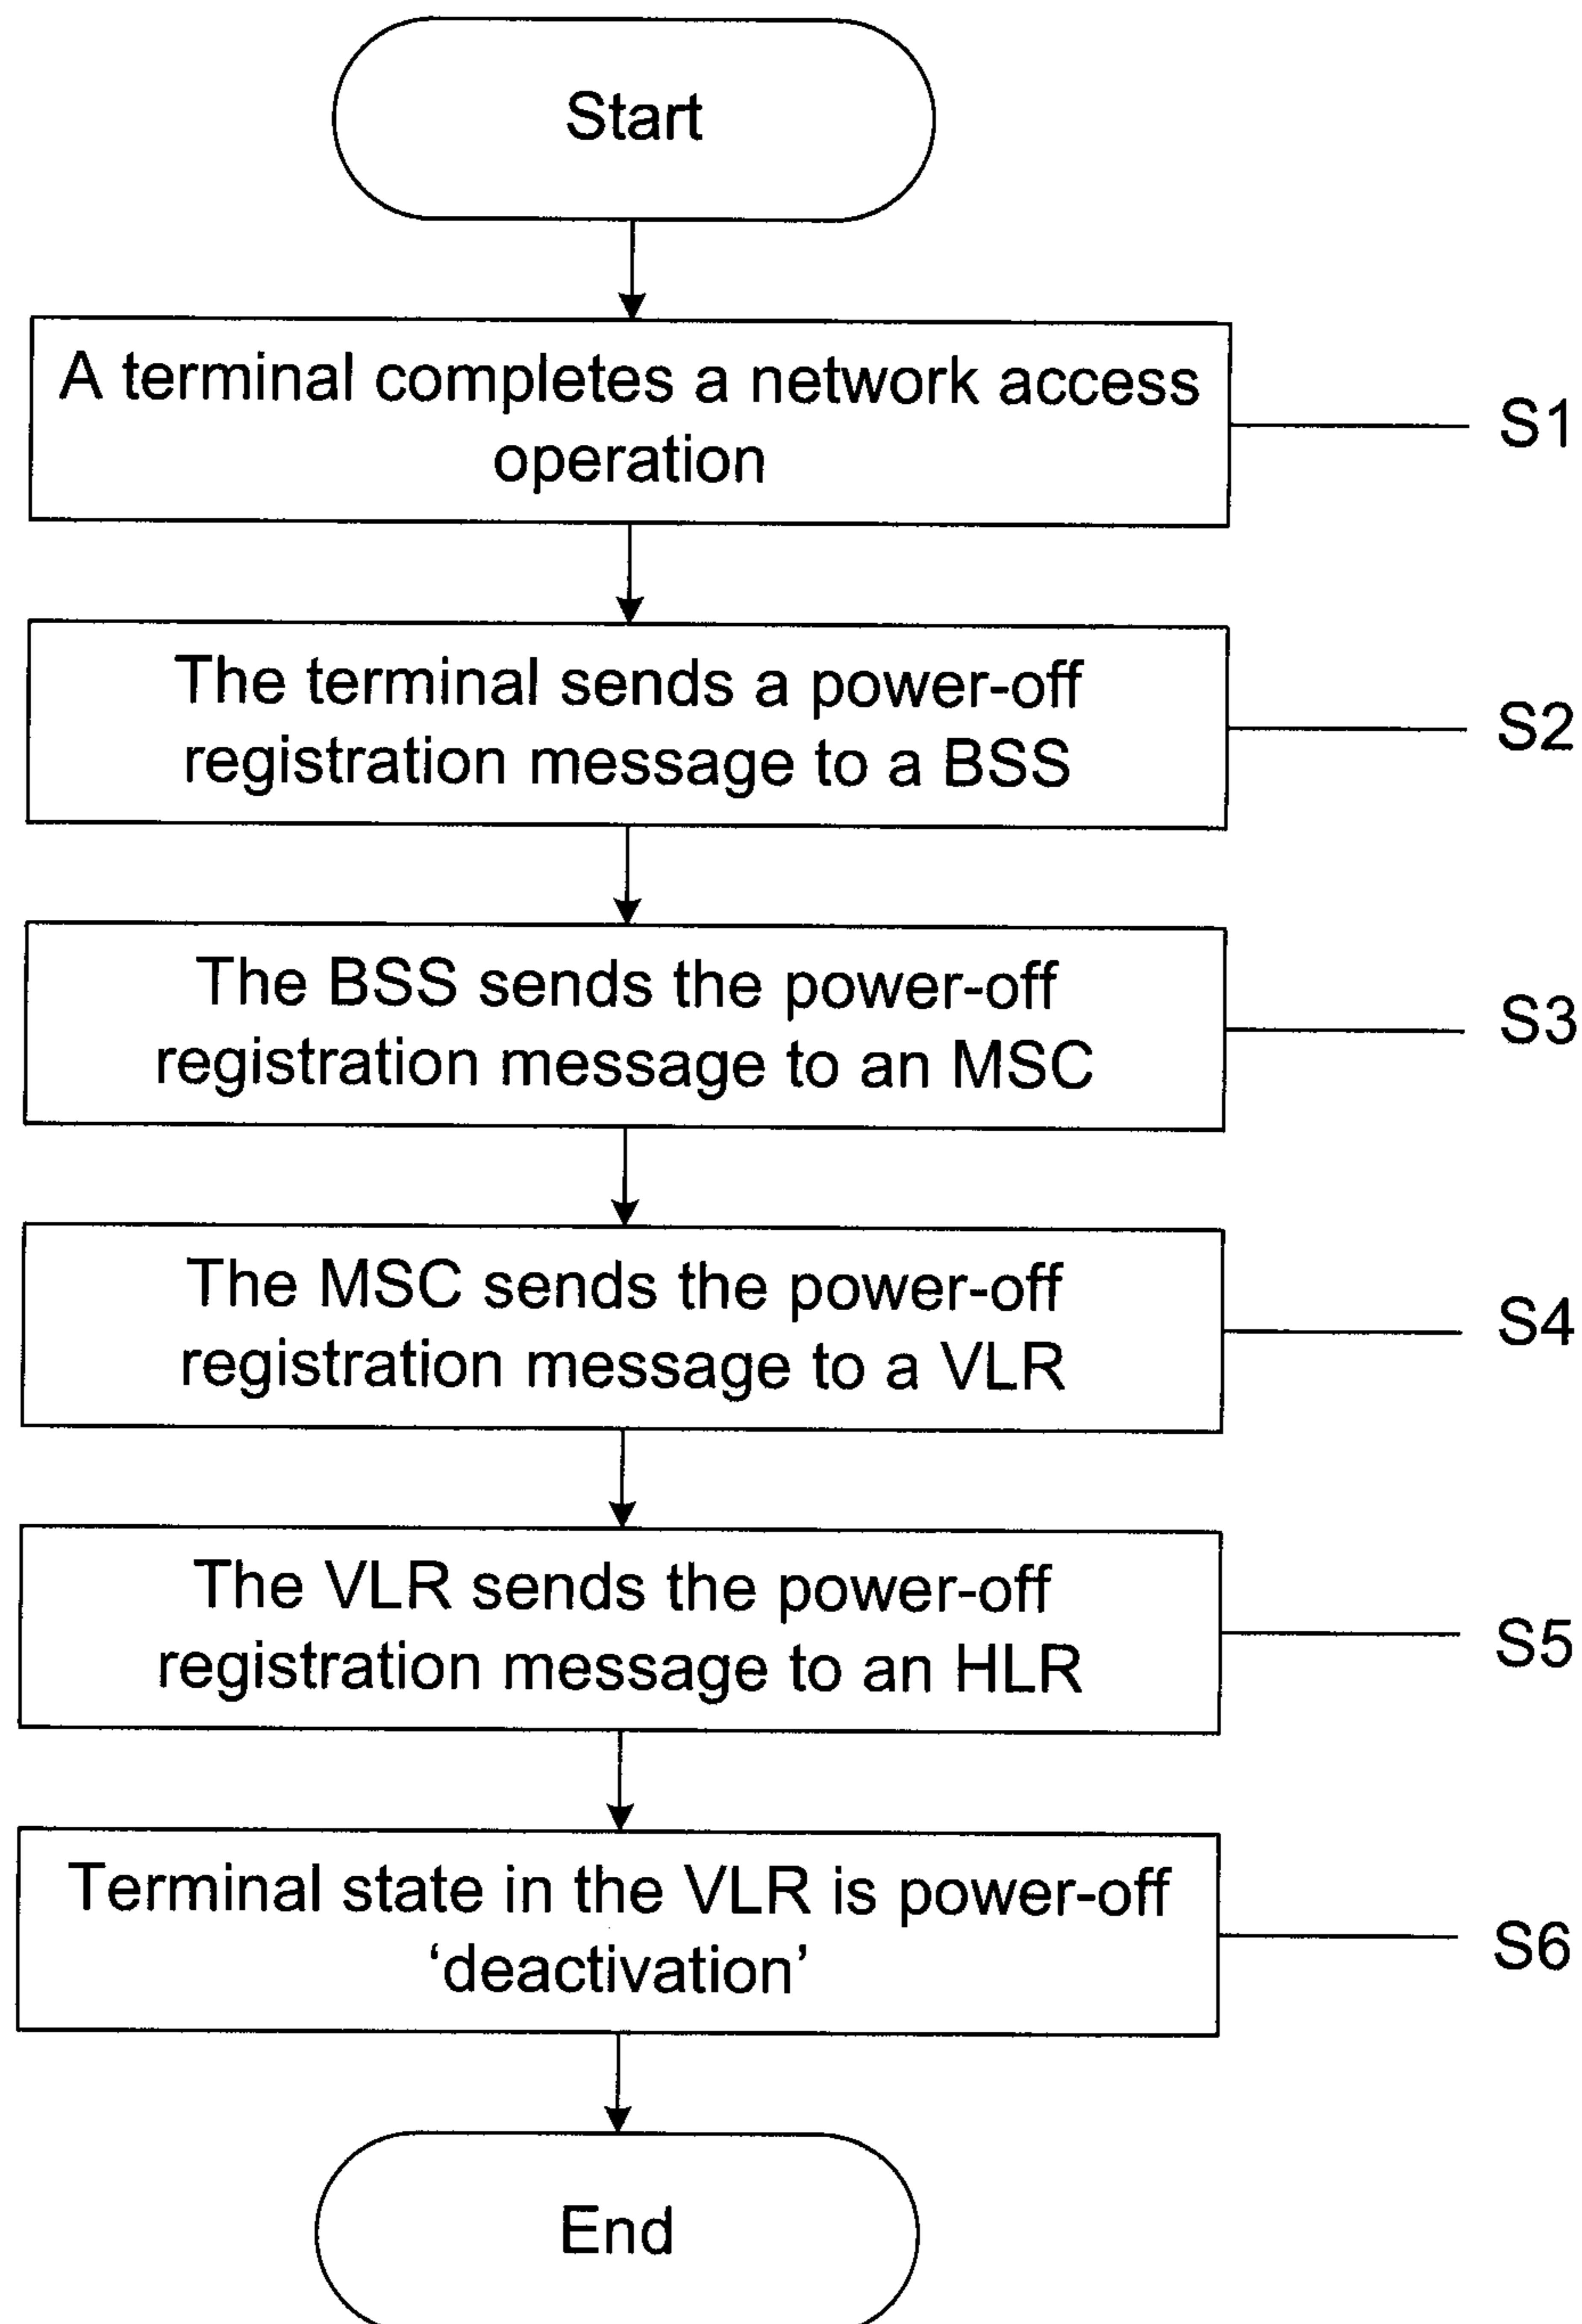 Start
A terminal completes a network access
operation
S1
The terminal sends a power-off
registration message to a BSS
S2
The BSS sends the power-off
registration message to an MSC
S3
The MSC sends the power-off
registration message to a VLR
S4
The VLR sends the power-off
registration message to an HLR
S5
Terminal state in the VLR is power-off
‘deactivation’
S6
End